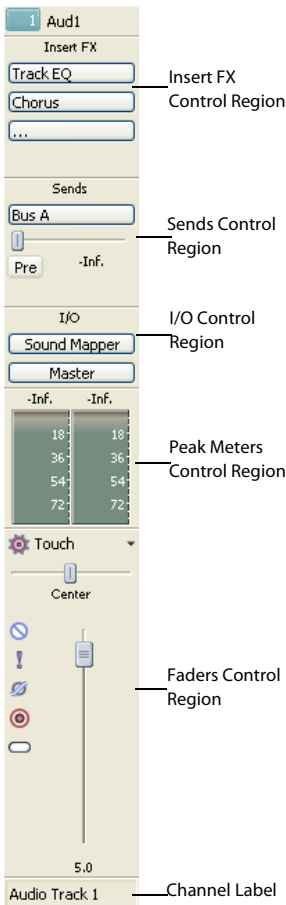 1 Aud1
Insert FX
Track EQ
Chorus
...
Insert FX
Control Region
Sends
Bus A
Pre -Inf.
Sends Control
Region
I/O
Sound Mapper
Master
I/O Control
Region
-Inf. -Inf.
18 18
36 36
54 54
72 72
Peak Meters
Control Region
Touch
Center
5.0
Faders Control
Region
Audio Track 1
Channel Label